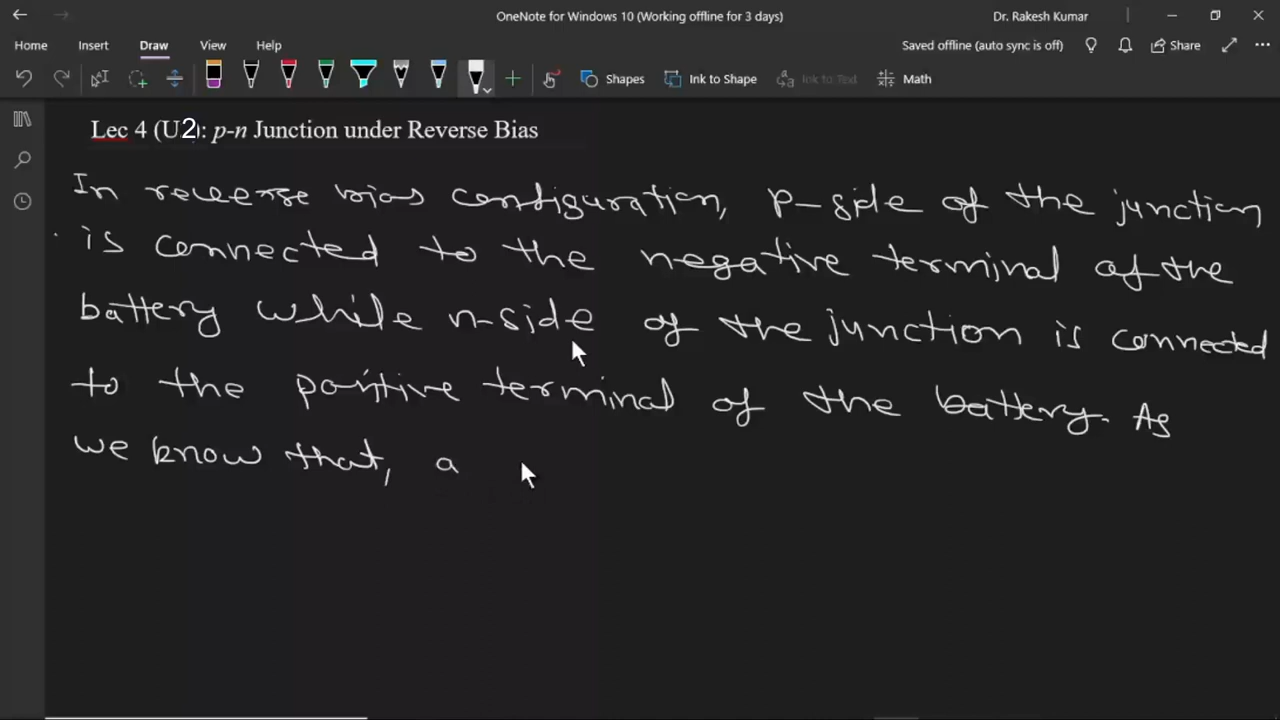 OneNote for Windows 10 (Working offline for 3 days)
Dr. Rakesh Kumar
Home Insert Draw View Help
Saved offline (auto sync is off)
Share
Shapes
Ink to Shape
Ink to Text
Math
Lec 4 (U2): p-n Junction under Reverse Bias
In reverse bias configuration, p-side of the junction
is connected to the negative terminal of the
battery while n-side of the junction is connected
to the positive terminal of the battery. As
we know that, a